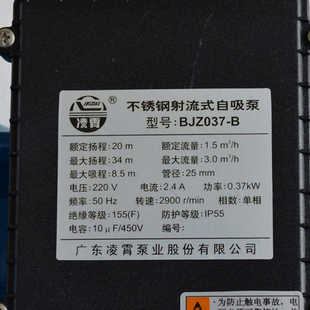 凌霄®
不锈钢射流式自吸泵
型号: BJZ037-B
额定扬程: 20 m 额定流量: 1.5 m³/h
最大扬程: 34 m 最大流量: 3.0 m³/h
最大吸程: 8.5 m 管径: 25 mm
电压: 220 V 电流: 2.4 A 功率: 0.37kW
频率: 50 Hz 转速: 2900 r/min 相数: 单相
绝缘等级: 155(F) 防护等级: IP55
电容: 10 μF/450V 编号:
广东凌霄泵业股份有限公司
为防止触电事故,